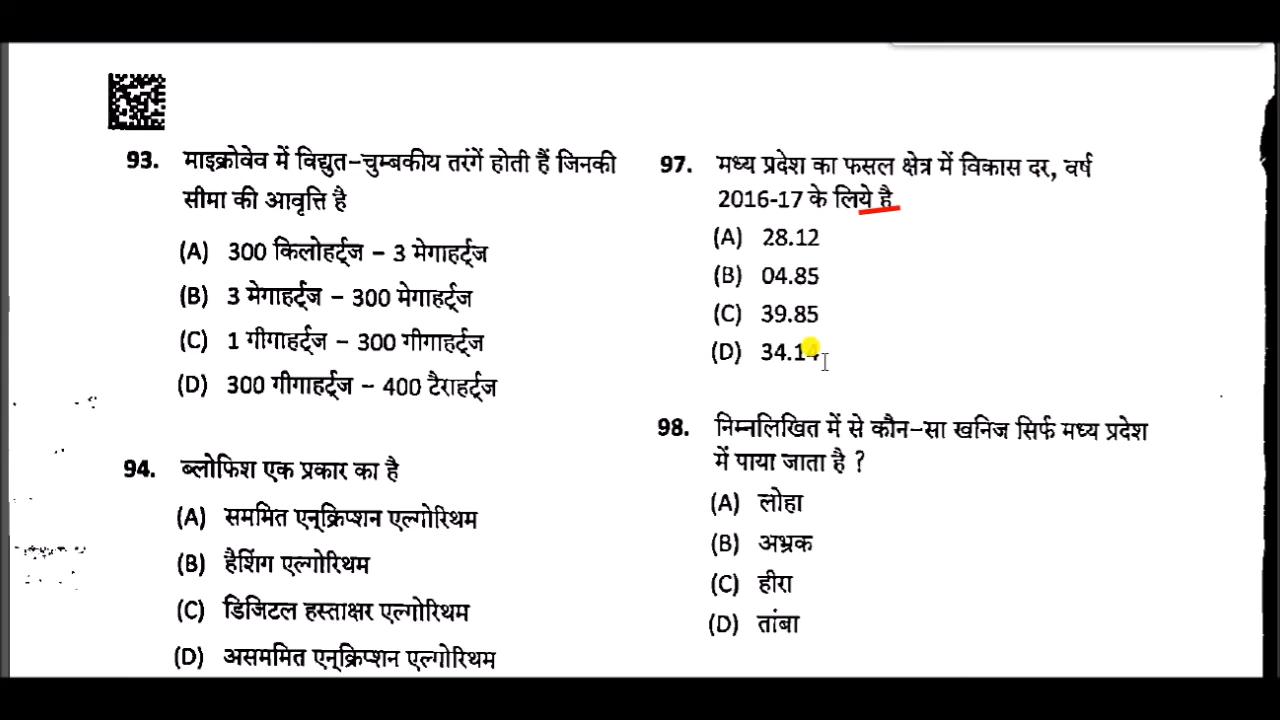 93. माइक्रोवेव में विद्युत-चुम्बकीय तरंगें होती हैं जिनकी
सीमा की आवृत्ति है
(A) 300 किलोहर्ट्ज – 3 मेगाहर्ट्ज
(B) 3 मेगाहर्ट्ज – 300 मेगाहर्ट्ज
(C) 1 गीगाहर्ट्ज – 300 गीगाहर्ट्ज
(D) 300 गीगाहर्ट्ज – 400 टैराहर्ट्ज
94. ब्लोफिश एक प्रकार का है
(A) सममित एन्क्रिप्शन एल्गोरिथम
(B) हैशिंग एल्गोरिथम
(C) डिजिटल हस्ताक्षर एल्गोरिथम
(D) असममित एन्क्रिप्शन एल्गोरिथम
97. मध्य प्रदेश का फसल क्षेत्र में विकास दर, वर्ष
2016-17 के लिये है
(A) 28.12
(B) 04.85
(C) 39.85
(D) 34.14
98. निम्नलिखित में से कौन-सा खनिज सिर्फ मध्य प्रदेश
में पाया जाता है ?
(A) लोहा
(B) अभ्रक
(C) हीरा
(D) तांबा